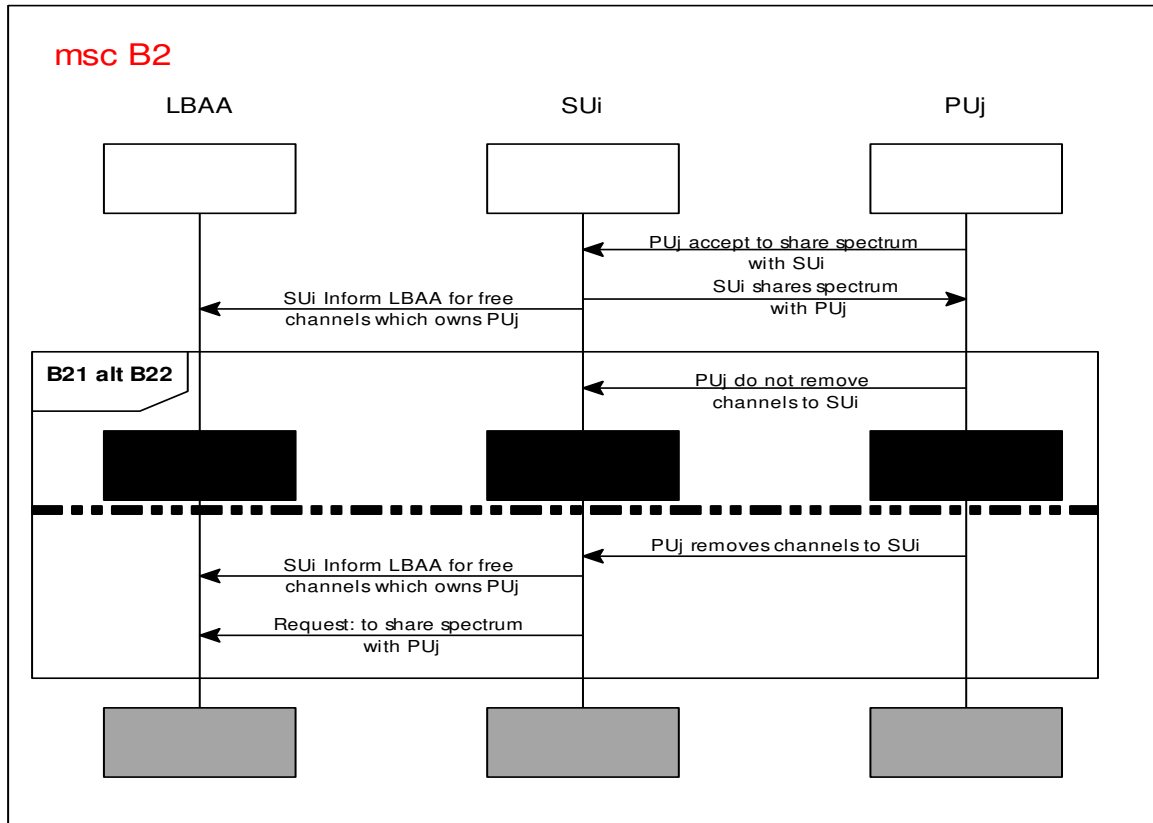 msc B2
LBAA
SUi
PUj
PUj accept to share spectrum
with SUi
SUi shares spectrum
with PUj
SUi Inform LBAA for free
channels which owns PUj
B21 alt B22
PUj do not remove
channels to SUi
PUj removes channels to SUi
SUi Inform LBAA for free
channels which owns PUj
Request: to share spectrum
with PUj